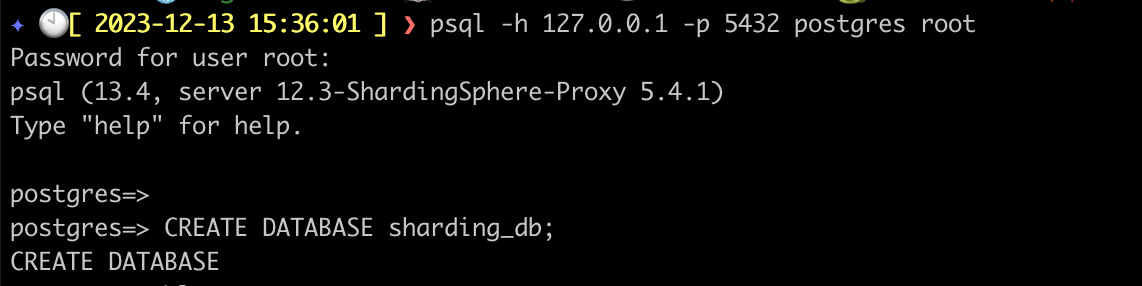 ✦ 🕙[ 2023-12-13 15:36:01 ] ❯ psql -h 127.0.0.1 -p 5432 postgres root
Password for user root:
psql (13.4, server 12.3-ShardingSphere-Proxy 5.4.1)
Type "help" for help.
postgres=>
postgres=> CREATE DATABASE sharding_db;
CREATE DATABASE